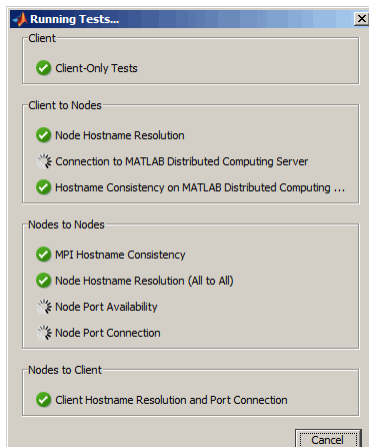 Running Tests...
Client
Client-Only Tests
Client to Nodes
Node Hostname Resolution
Connection to MATLAB Distributed Computing Server
Hostname Consistency on MATLAB Distributed Computing ...
Nodes to Nodes
MPI Hostname Consistency
Node Hostname Resolution (All to All)
Node Port Availability
Node Port Connection
Nodes to Client
Client Hostname Resolution and Port Connection
Cancel